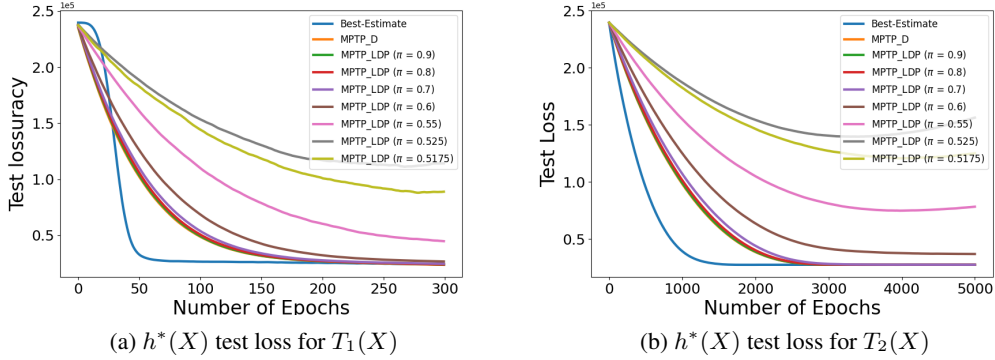 1e5
2.5
2.0
1.5
1.0
0.5
0
50
100
150
200
250
300
Test lossuracy
Number of Epochs
Best-Estimate
MPTP_D
MPTP_LDP (π = 0.9)
MPTP_LDP (π = 0.8)
MPTP_LDP (π = 0.7)
MPTP_LDP (π = 0.6)
MPTP_LDP (π = 0.55)
MPTP_LDP (π = 0.525)
MPTP_LDP (π = 0.5175)
(a) h*(X) test loss for T₁(X)
1e5
2.5
2.0
1.5
1.0
0.5
0
1000
2000
3000
4000
5000
Test Loss
Number of Epochs
Best-Estimate
MPTP_D
MPTP_LDP (π = 0.9)
MPTP_LDP (π = 0.8)
MPTP_LDP (π = 0.7)
MPTP_LDP (π = 0.6)
MPTP_LDP (π = 0.55)
MPTP_LDP (π = 0.525)
MPTP_LDP (π = 0.5175)
(b) h*(X) test loss for T₂(X)